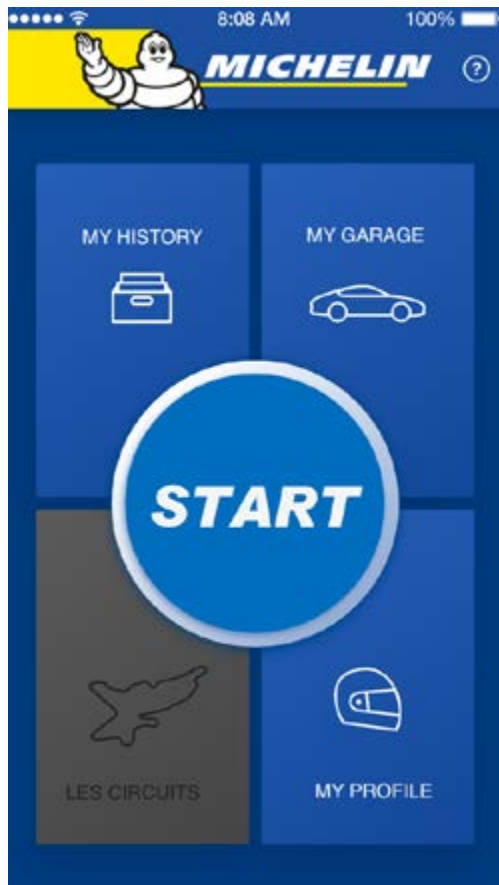 8:08 AM 100%
MICHELIN ?
MY HISTORY MY GARAGE
START
LES CIRCUITS MY PROFILE